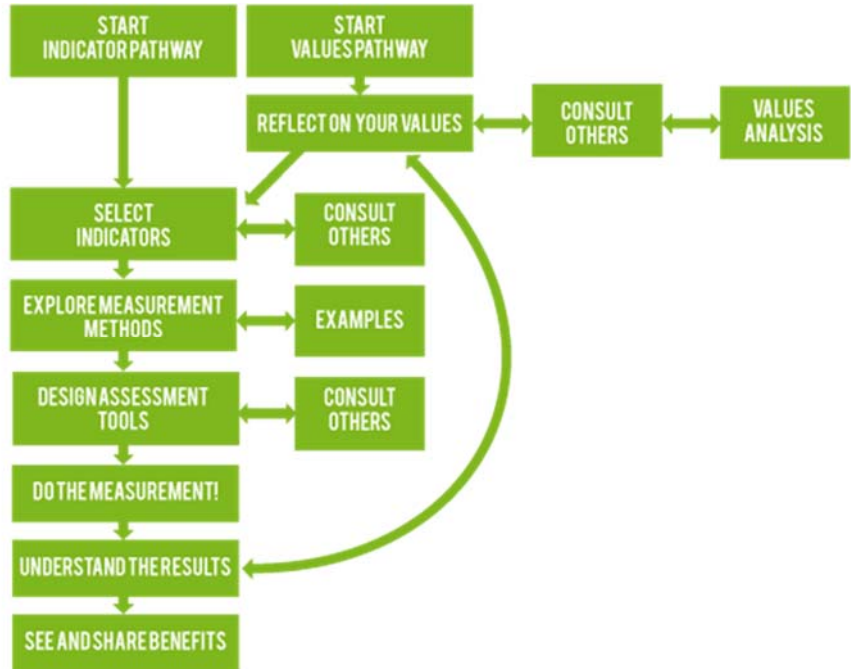 START
INDICATOR PATHWAY
START
VALUES PATHWAY
REFLECT ON YOUR VALUES
CONSULT
OTHERS
VALUES
ANALYSIS
SELECT
INDICATORS
CONSULT
OTHERS
EXPLORE MEASUREMENT
METHODS
EXAMPLES
DESIGN ASSESSMENT
TOOLS
CONSULT
OTHERS
DO THE MEASUREMENT!
UNDERSTAND THE RESULTS
SEE AND SHARE BENEFITS